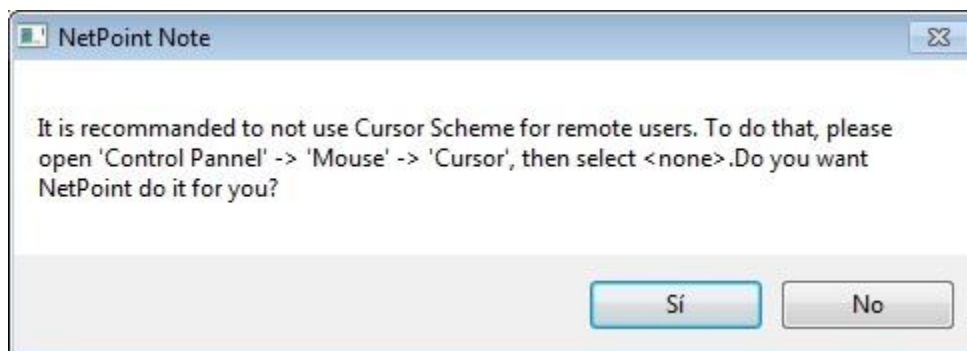 NetPoint Note
It is recommanded to not use Cursor Scheme for remote users. To do that, please
open 'Control Pannel' -> 'Mouse' -> 'Cursor', then select <none>.Do you want
NetPoint do it for you?
Sí
No